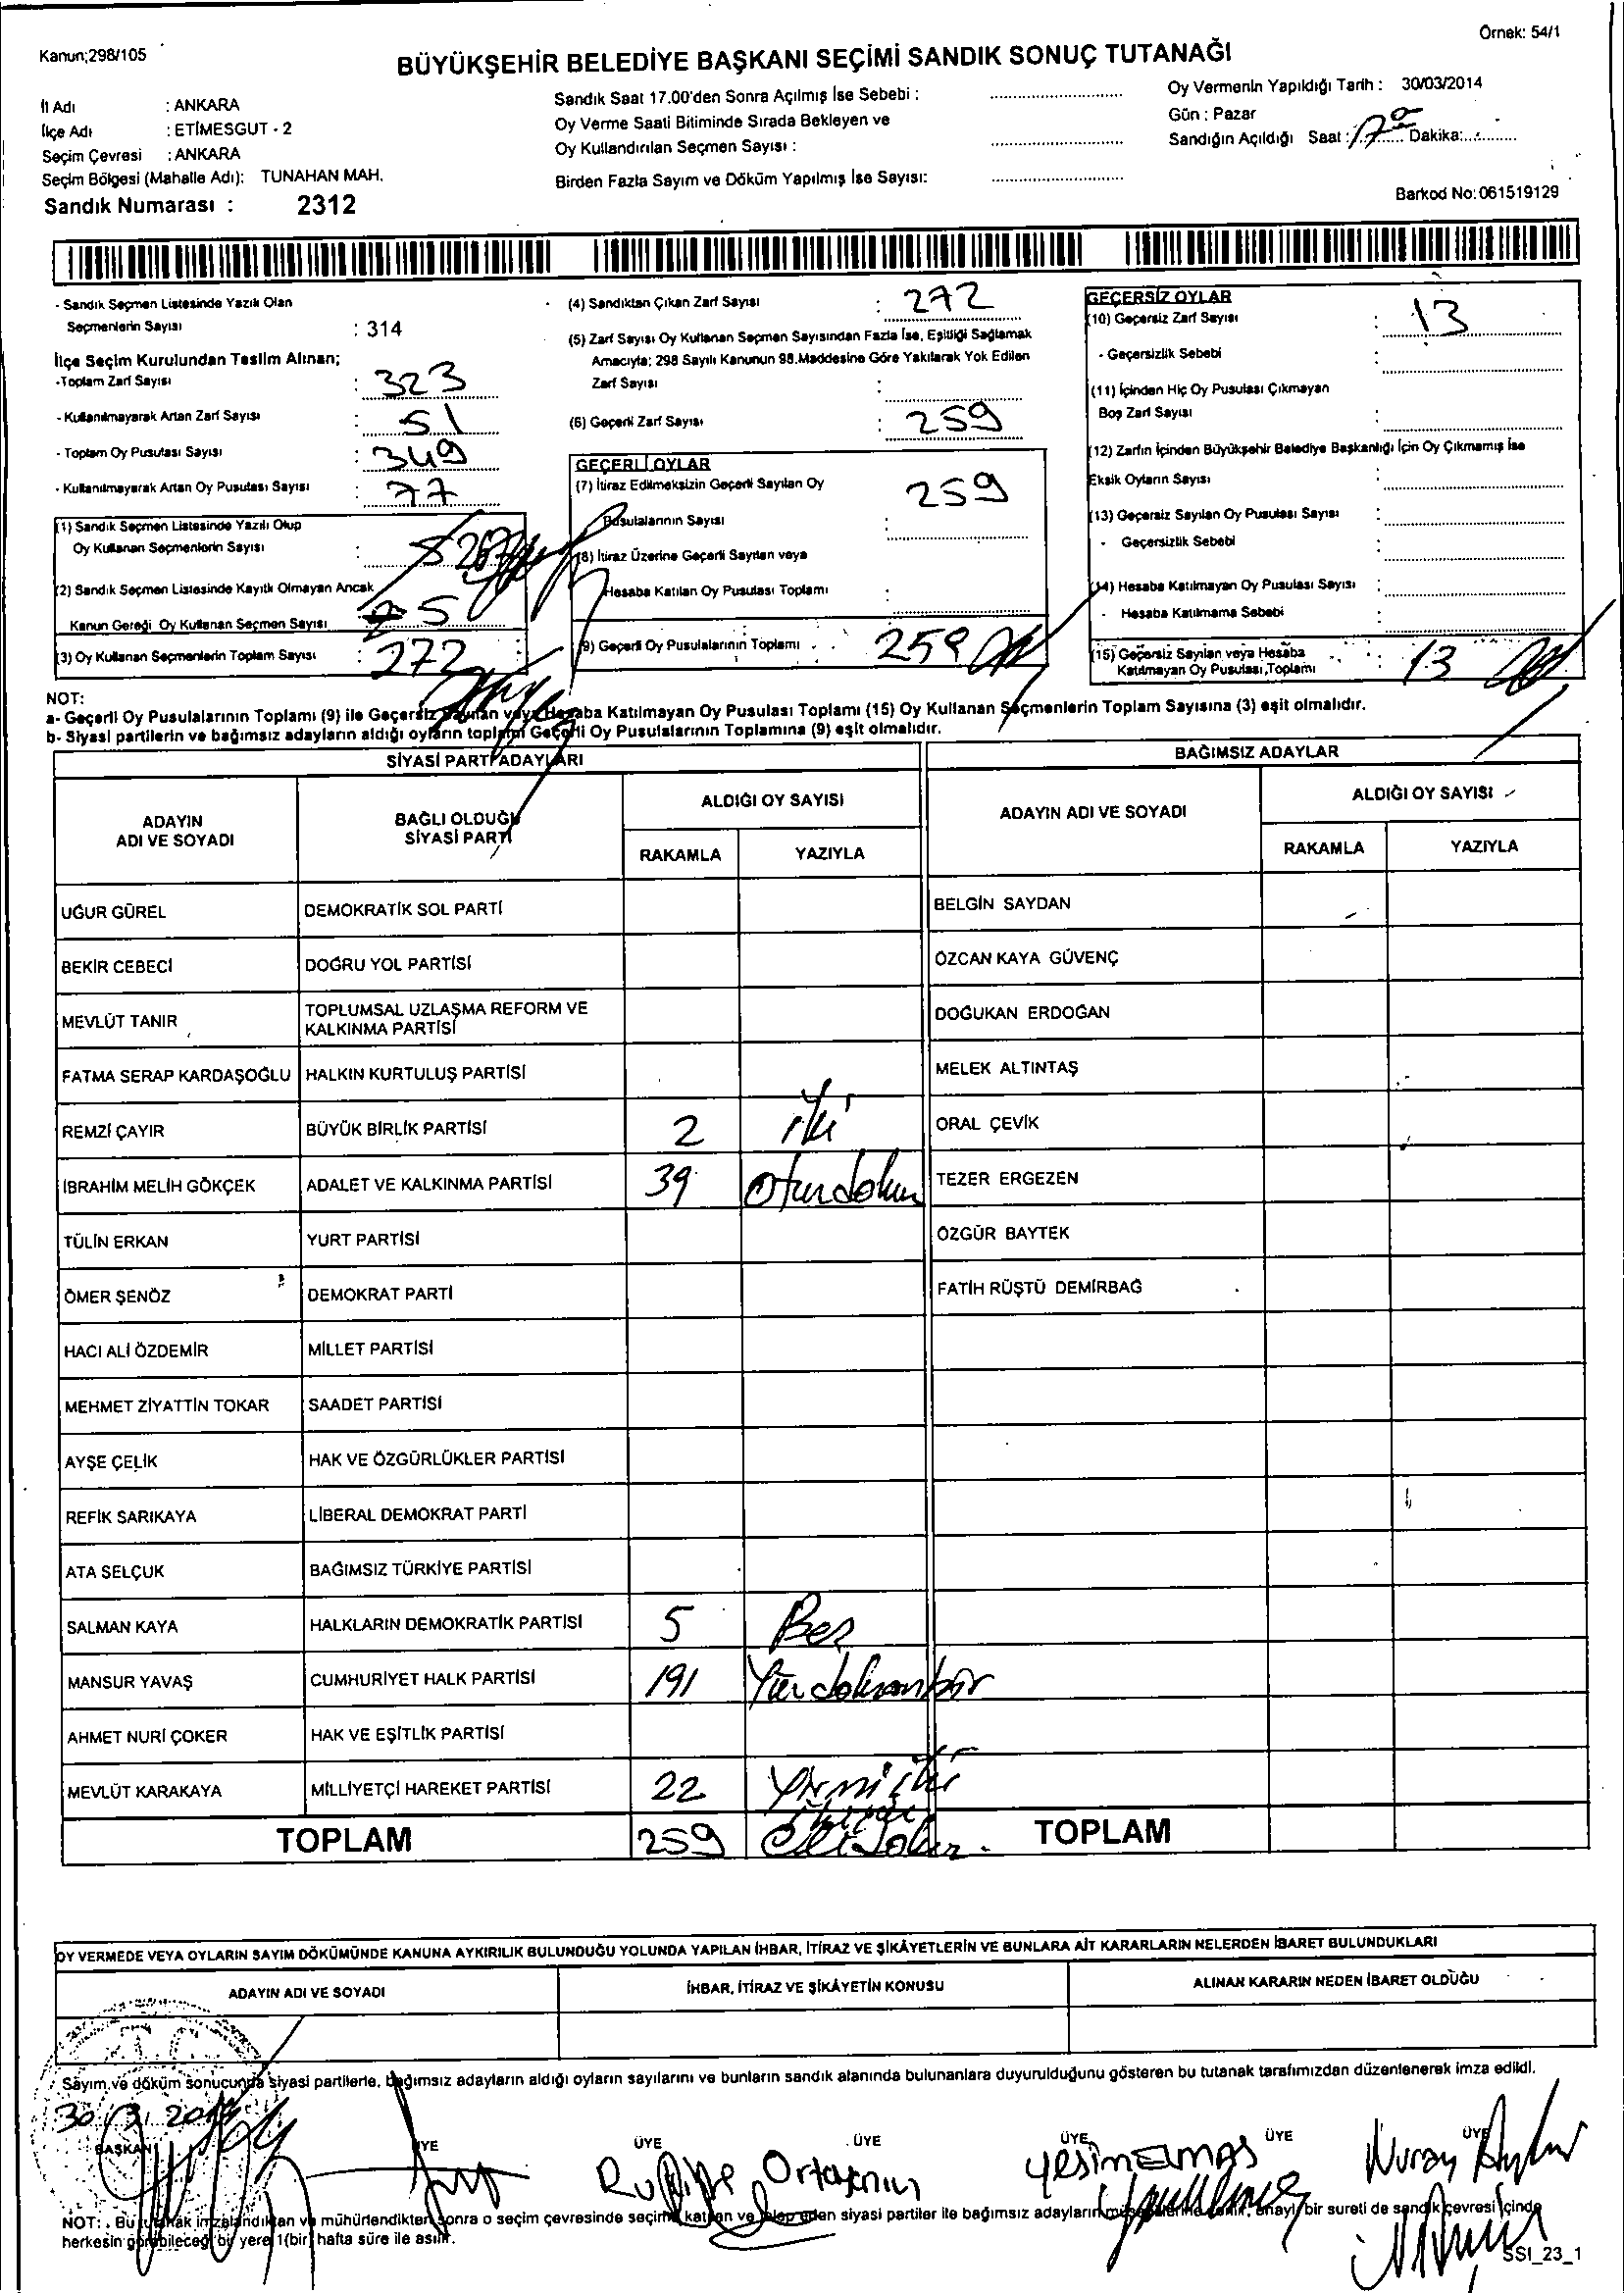 Kanun;298/105
Örnek: 54/1
BÜYÜKŞEHİR BELEDİYE BAŞKANI SEÇİMİ SANDIK SONUÇ TUTANAĞI
İl Adı : ANKARA
İlçe Adı : ETİMESGUT - 2
Seçim Çevresi : ANKARA
Seçim Bölgesi (Mahalle Adı): TUNAHAN MAH.
Sandık Numarası : 2312
Sandık Saat 17.00'den Sonra Açılmış İse Sebebi :
Oy Verme Saati Bitiminde Sırada Bekleyen ve
Oy Kullandırılan Seçmen Sayısı :
Birden Fazla Sayım ve Döküm Yapılmış İse Sayısı:
Oy Vermenin Yapıldığı Tarih : 30/03/2014
Gün : Pazar
Sandığın Açıldığı Saat : 17 Dakika:
Barkod No:061519129
- Sandık Seçmen Listesinde Yazılı Olan
Seçmenlerin Sayısı : 314
İlçe Seçim Kurulundan Teslim Alınan;
-Toplam Zarf Sayısı : 323
- Kullanılmayarak Artan Zarf Sayısı : 51
- Toplam Oy Pusulası Sayısı : 349
- Kullanılmayarak Artan Oy Pusulası Sayısı : 77
(1) Sandık Seçmen Listesinde Yazılı Olup
Oy Kullanan Seçmenlerin Sayısı :
(2) Sandık Seçmen Listesinde Kayıtlı Olmayan Ancak
Kanun Gereği Oy Kullanan Seçmen Sayısı 5
(3) Oy Kullanan Seçmenlerin Toplam Sayısı : 272
(4) Sandıktan Çıkan Zarf Sayısı : 272
(5) Zarf Sayısı Oy Kullanan Seçmen Sayısından Fazla İse, Eşitliği Sağlamak
Amacıyla; 298 Sayılı Kanunun 98.Maddesine Göre Yakılarak Yok Edilen
Zarf Sayısı :
(6) Geçerli Zarf Sayısı : 259
GEÇERLİ OYLAR
(7) İtiraz Edilmeksizin Geçerli Sayılan Oy
Pusulalarının Sayısı : 259
(8) İtiraz Üzerine Geçerli Sayılan veya
Hesaba Katılan Oy Pusulası Toplamı :
(9) Geçerli Oy Pusulalarının Toplamı : 259
GEÇERSİZ OYLAR
(10) Geçersiz Zarf Sayısı : 13
- Geçersizlik Sebebi :
(11) İçinden Hiç Oy Pusulası Çıkmayan
Boş Zarf Sayısı :
(12) Zarfın İçinden Büyükşehir Belediye Başkanlığı İçin Oy Çıkmamış İse
Eksik Oyların Sayısı :
(13) Geçersiz Sayılan Oy Pusulası Sayısı :
- Geçersizlik Sebebi :
(14) Hesaba Katılmayan Oy Pusulası Sayısı :
- Hesaba Katılmama Sebebi :
(15) Geçersiz Sayılan veya Hesaba
Katılmayan Oy Pusulası Toplamı : 13
NOT:
a- Geçerli Oy Pusulalarının Toplamı (9) ile Geçersiz Sayılan veya Hesaba Katılmayan Oy Pusulası Toplamı (15) Oy Kullanan Seçmenlerin Toplam Sayısına (3) eşit olmalıdır.
b- Siyasi partilerin ve bağımsız adayların aldığı oyların toplamı Geçerli Oy Pusulalarının Toplamına (9) eşit olmalıdır.
SİYASİ PARTİ ADAYLARI
ADAYIN ADI VE SOYADI
BAĞLI OLDUĞU SİYASİ PARTİ
ALDIĞI OY SAYISI
RAKAMLA YAZIYLA
UĞUR GÜREL DEMOKRATİK SOL PARTİ
BEKİR CEBECİ DOĞRU YOL PARTİSİ
MEVLÜT TANIR TOPLUMSAL UZLAŞMA REFORM VE
KALKINMA PARTİSİ
FATMA SERAP KARDAŞOĞLU HALKIN KURTULUŞ PARTİSİ
REMZİ ÇAYIR BÜYÜK BİRLİK PARTİSİ 2 iki
İBRAHİM MELİH GÖKÇEK ADALET VE KALKINMA PARTİSİ 39
TÜLİN ERKAN YURT PARTİSİ
ÖMER ŞENÖZ DEMOKRAT PARTİ
HACI ALİ ÖZDEMİR MİLLET PARTİSİ
MEHMET ZİYATTİN TOKAR SAADET PARTİSİ
AYŞE ÇELİK HAK VE ÖZGÜRLÜKLER PARTİSİ
REFİK SARIKAYA LİBERAL DEMOKRAT PARTİ
ATA SELÇUK BAĞIMSIZ TÜRKİYE PARTİSİ
SALMAN KAYA HALKLARIN DEMOKRATİK PARTİSİ 5 Beş
MANSUR YAVAŞ CUMHURİYET HALK PARTİSİ 191
AHMET NURİ ÇOKER HAK VE EŞİTLİK PARTİSİ
MEVLÜT KARAKAYA MİLLİYETÇİ HAREKET PARTİSİ 22 Yirmi iki
TOPLAM 259
BAĞIMSIZ ADAYLAR
ADAYIN ADI VE SOYADI
ALDIĞI OY SAYISI
RAKAMLA YAZIYLA
BELGİN SAYDAN
ÖZCAN KAYA GÜVENÇ
DOĞUKAN ERDOĞAN
MELEK ALTINTAŞ
ORAL ÇEVİK
TEZER ERGEZEN
ÖZGÜR BAYTEK
FATİH RÜŞTÜ DEMİRBAĞ
TOPLAM
OY VERMEDE VEYA OYLARIN SAYIM DÖKÜMÜNDE KANUNA AYKIRILIK BULUNDUĞU YOLUNDA YAPILAN İHBAR, İTİRAZ VE ŞİKÂYETLERİN VE BUNLARA AİT KARARLARIN NELERDEN İBARET BULUNDUKLARI
ADAYIN ADI VE SOYADI
İHBAR, İTİRAZ VE ŞİKÂYETİN KONUSU
ALINAN KARARIN NEDEN İBARET OLDUĞU
Sayım ve döküm sonucunda siyasi partilerle, bağımsız adayların aldığı oyların sayılarını ve bunların sandık alanında bulunanlara duyurulduğunu gösteren bu tutanak tarafımızdan düzenlenerek imza edildi.
30 3 2014
BAŞKAN ÜYE ÜYE ÜYE ÜYE ÜYE ÜYE
Nuray
NOT: . Bu tutanak imzalandıktan ve mühürlendikten sonra o seçim çevresinde seçime katılan ve talep eden siyasi partiler ile bağımsız adayların bir sureti de sandık çevresi içinde
herkesin görebileceği bir yere 1(bir) hafta süre ile asılır.
SSI_23_1